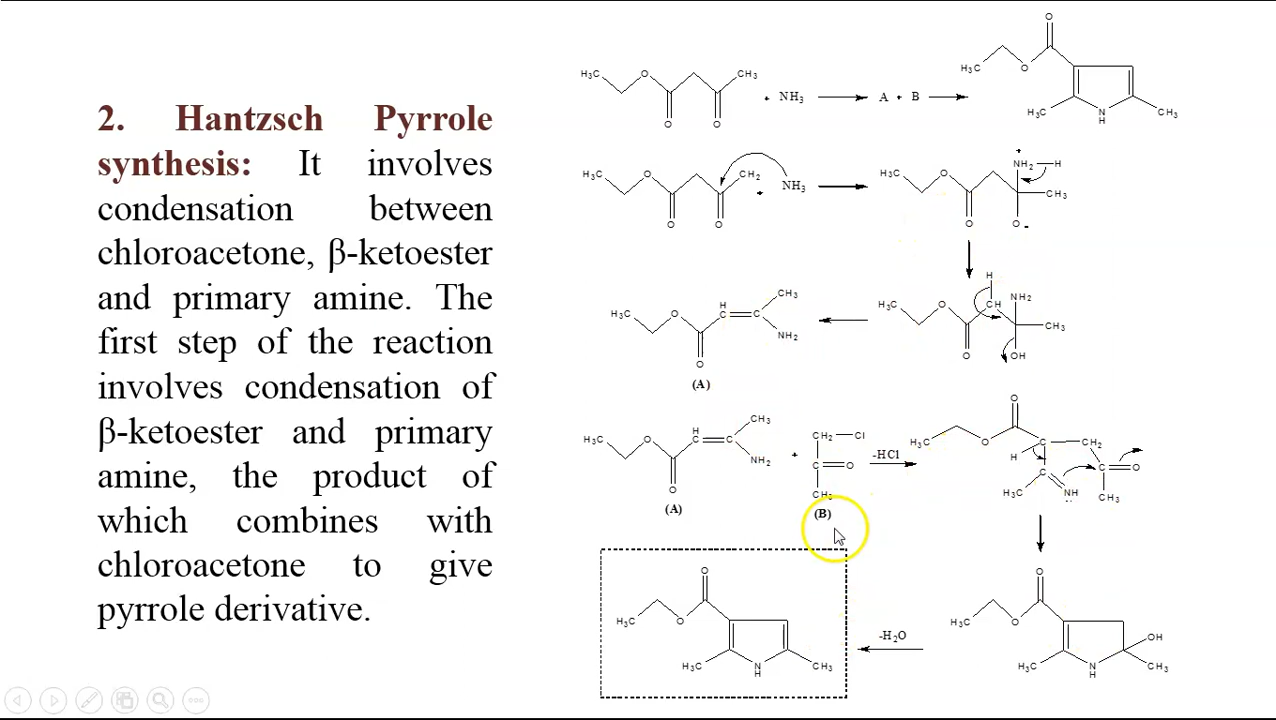 2. Hantzsch Pyrrole
synthesis: It involves
condensation between
chloroacetone, β-ketoester
and primary amine. The
first step of the reaction
involves condensation of
β-ketoester and primary
amine, the product of
which combines with
chloroacetone to give
pyrrole derivative.
O
H₃C O CH₃ O O + NH₃ A + B H₃C O H₃C N H CH₃
H₃C O CH₂ O O + NH₃ H₃C O O + NH₂ H CH₃ O -
H₃C O O H C C CH₃ NH₂ H₃C O O H CH NH2 CH₃ OH
(A)
H₃C O O H CH₃ NH₂ + CH₂ Cl C O CH₃ -HCl O H₃C O H C CH₂ C O H₃C C NH CH₃
(A) (B)
O H₃C O H₃C N H CH₃ -H₂O O H₃C O H₃C N H OH CH₃